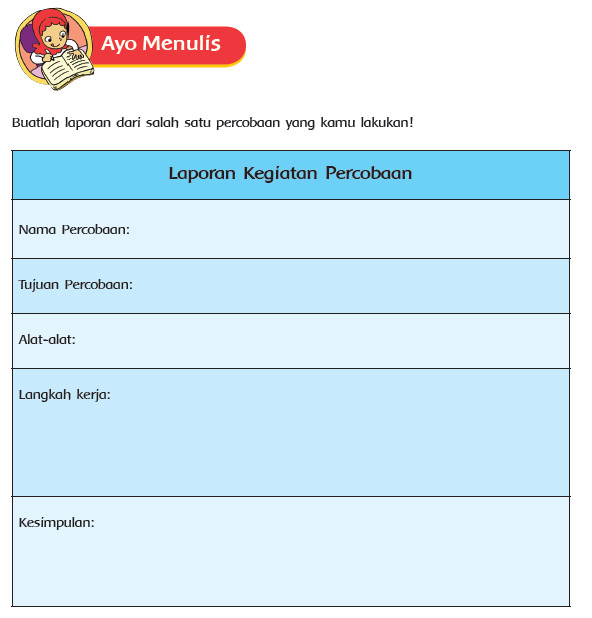 Ayo Menulis
Buatlah laporan dari salah satu percobaan yang kamu lakukan!
Laporan Kegiatan Percobaan
Nama Percobaan:
Tujuan Percobaan:
Alat-alat:
Langkah kerja:
Kesimpulan: